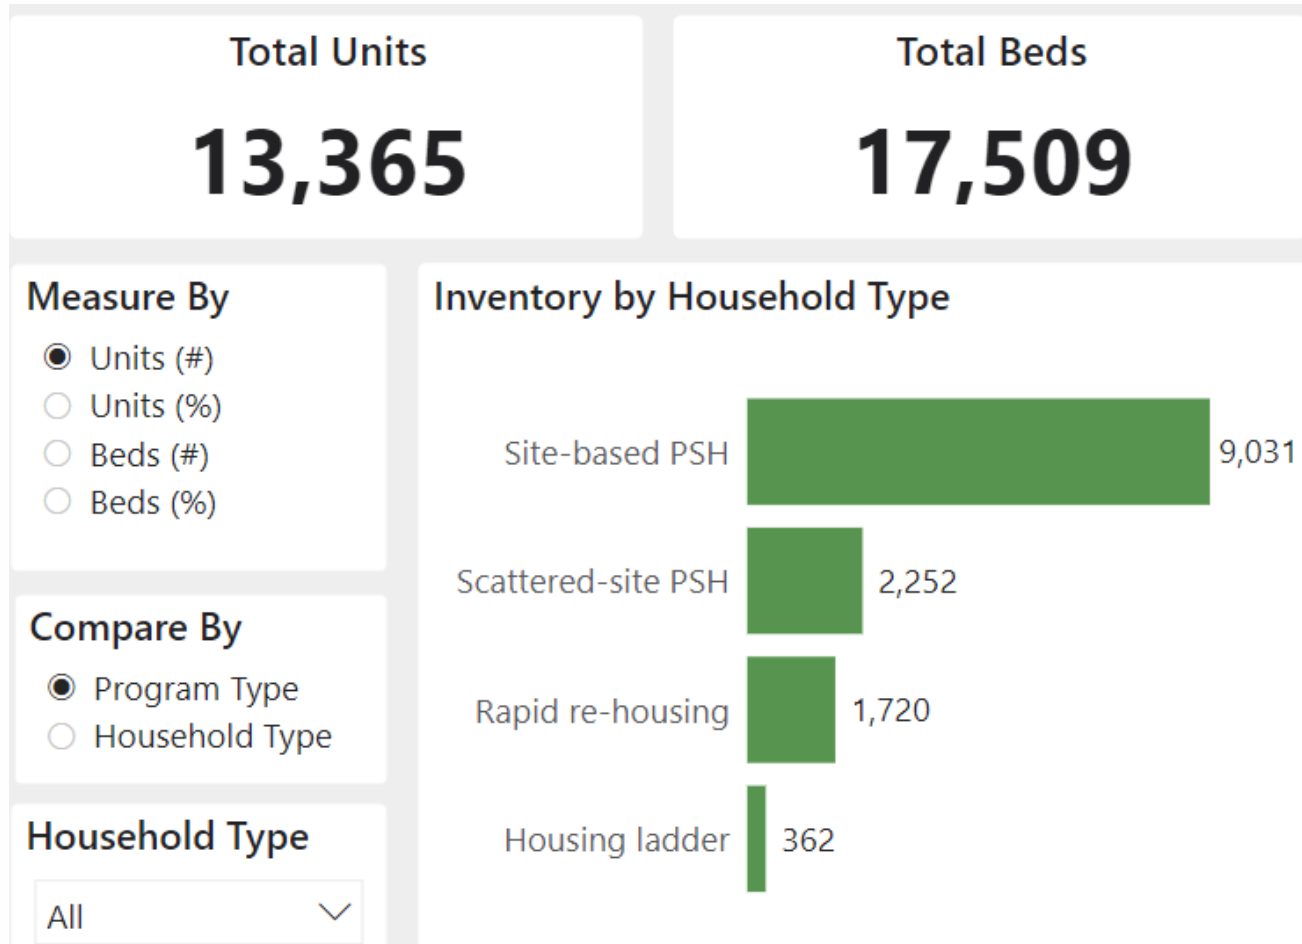 Total Units
13,365
Total Beds
17,509
Measure By
Units (#)
Units (%)
Beds (#)
Beds (%)
Compare By
Program Type
Household Type
Household Type
All
Inventory by Household Type
Site-based PSH 9,031
Scattered-site PSH 2,252
Rapid re-housing 1,720
Housing ladder 362